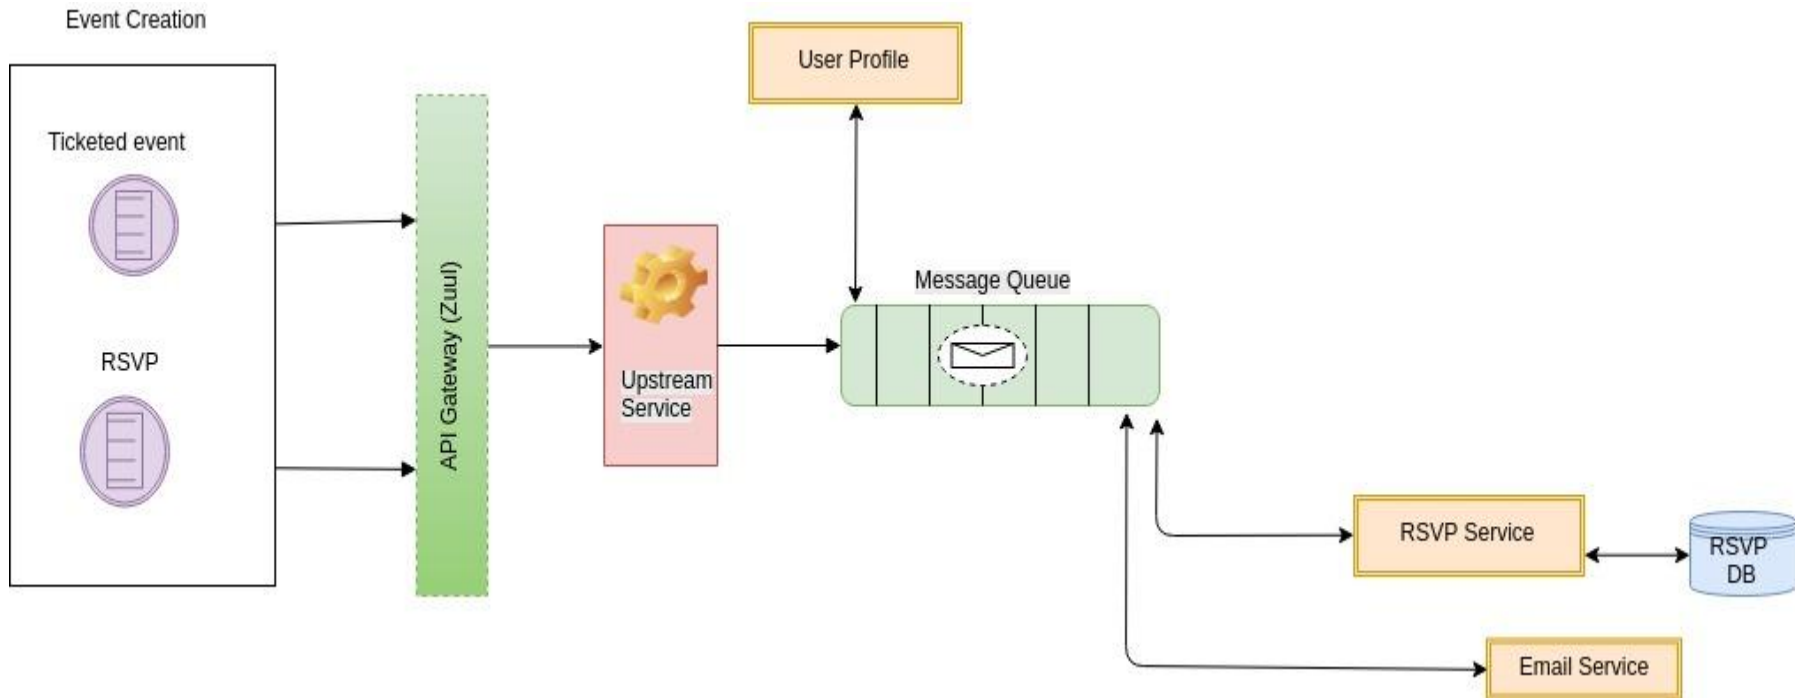 Event Creation
User Profile
Ticketed event
API Gateway (Zuul)
Message Queue
RSVP
Upstream
Service
RSVP Service
RSVP
DB
Email Service